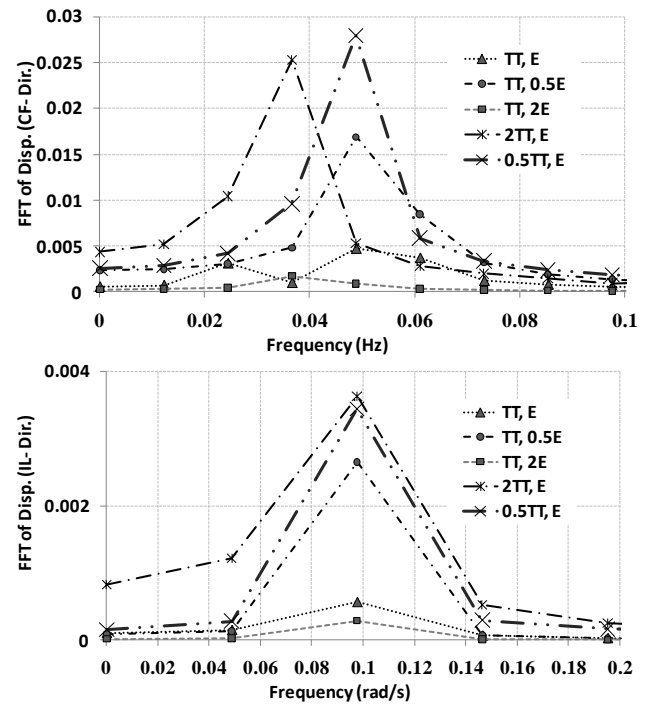 FFT of Disp. (CF- Dir.)
0.03
0.025
0.02
0.015
0.01
0.005
0
TT, E
TT, 0.5E
TT, 2E
2TT, E
0.5TT, E
0 0.02 0.04 0.06 0.08 0.1
Frequency (Hz)
FFT of Disp. (IL- Dir.)
0.004
0.002
0
TT, E
TT, 0.5E
TT, 2E
2TT, E
0.5TT, E
0 0.02 0.04 0.06 0.08 0.1 0.12 0.14 0.16 0.18 0.2
Frequency (rad/s)